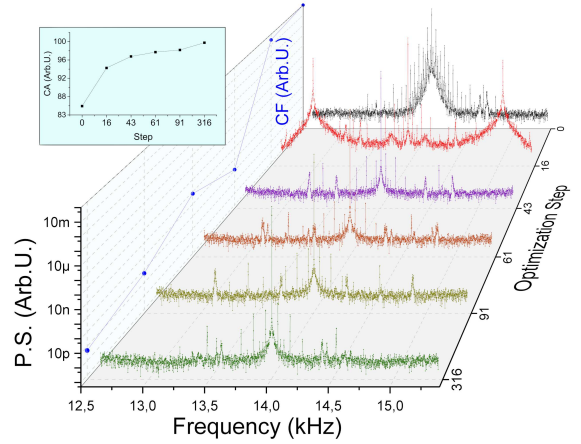 CA (Arb.U.)
100
96
92
88
83
0 16 43 61 91 316
Step
CF (Arb.U.)
0
16
43
61
91
316
Optimization Step
P.S. (Arb.U.)
10m
10µ
10n
10p
12,5 13,0 13,5 14,0 14,5 15,0
Frequency (kHz)